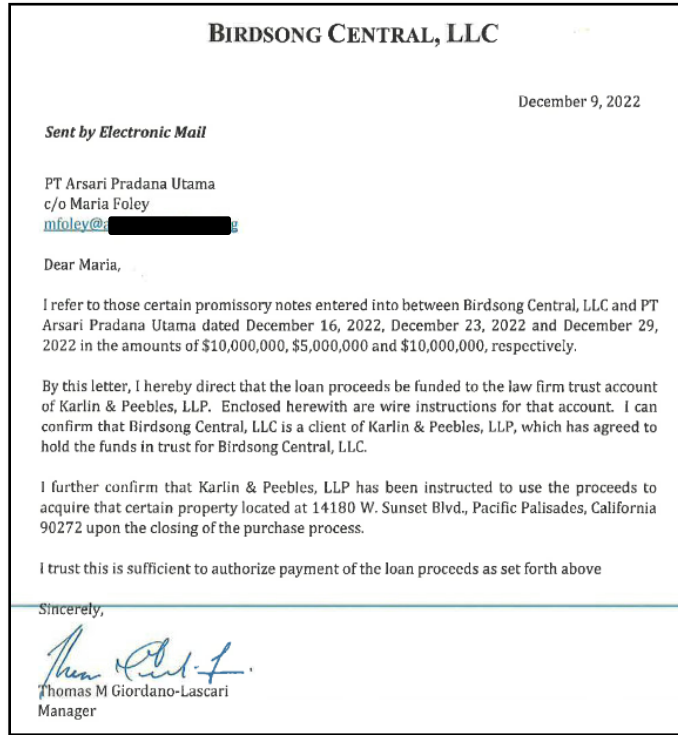 BIRDSONG CENTRAL, LLC
December 9, 2022
Sent by Electronic Mail
PT Arsari Pradana Utama
c/o Maria Foley
mfoley@
Dear Maria,
I refer to those certain promissory notes entered into between Birdsong Central, LLC and PT
Arsari Pradana Utama dated December 16, 2022, December 23, 2022 and December 29,
2022 in the amounts of $10,000,000, $5,000,000 and $10,000,000, respectively.
By this letter, I hereby direct that the loan proceeds be funded to the law firm trust account
of Karlin & Peebles, LLP. Enclosed herewith are wire instructions for that account. I can
confirm that Birdsong Central, LLC is a client of Karlin & Peebles, LLP, which has agreed to
hold the funds in trust for Birdsong Central, LLC.
I further confirm that Karlin & Peebles, LLP has been instructed to use the proceeds to
acquire that certain property located at 14180 W. Sunset Blvd., Pacific Palisades, California
90272 upon the closing of the purchase process.
I trust this is sufficient to authorize payment of the loan proceeds as set forth above
Sincerely,
Thomas M Giordano-Lascari
Manager